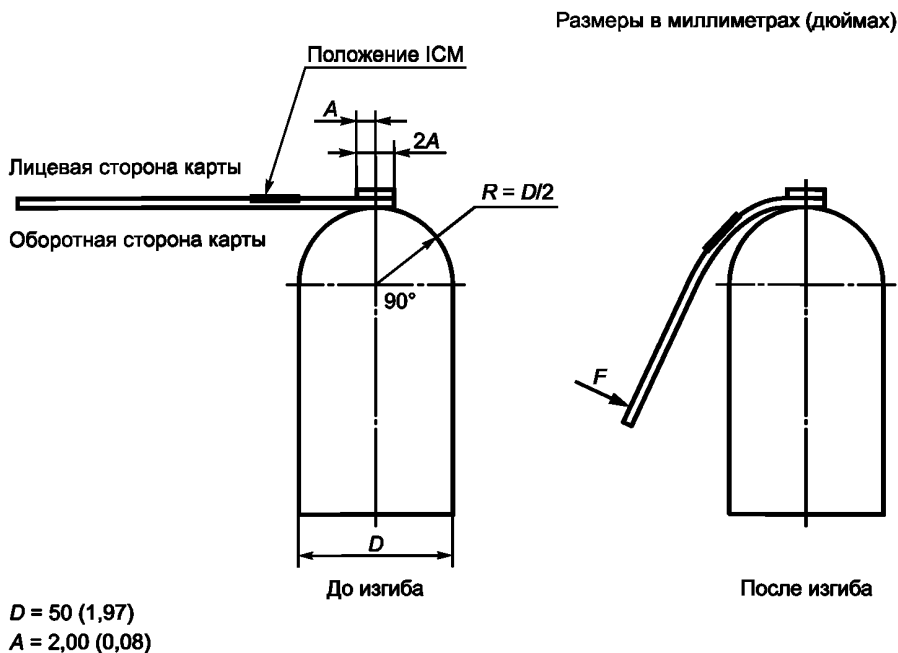 Размеры в миллиметрах (дюймах)
Положение ICM
A
2A
Лицевая сторона карты
R = D/2
Оборотная сторона карты
90°
F
D
До изгиба
После изгиба
D = 50 (1,97)
A = 2,00 (0,08)